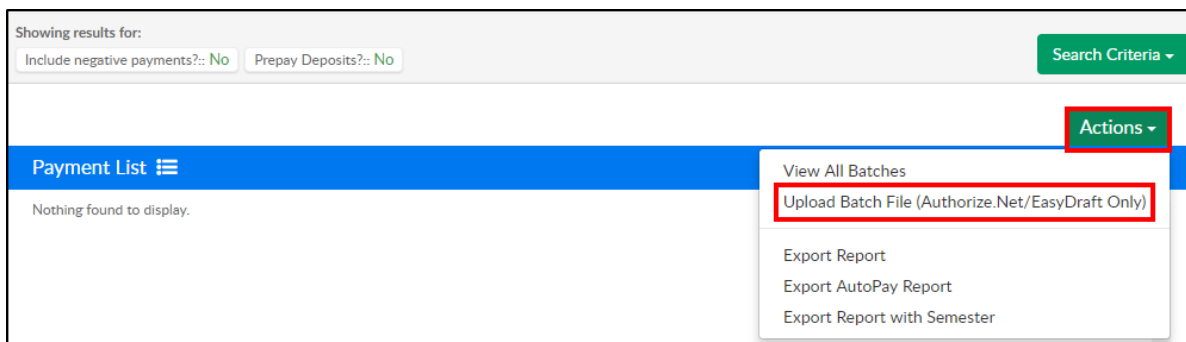 Showing results for:
Include negative payments?:: No Prepay Deposits?:: No
Search Criteria
Actions
Payment List
Nothing found to display.
View All Batches
Upload Batch File (Authorize.Net/EasyDraft Only)
Export Report
Export AutoPay Report
Export Report with Semester